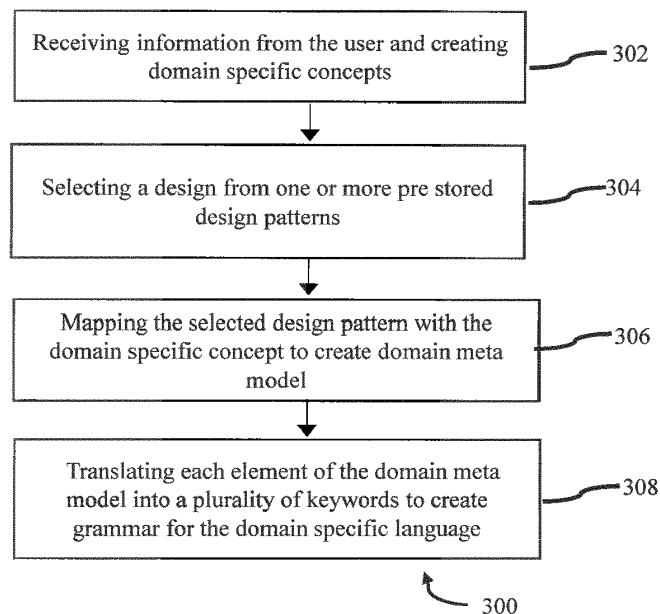 Receiving information from the user and creating
domain specific concepts
302
Selecting a design from one or more pre stored
design patterns
304
Mapping the selected design pattern with the
domain specific concept to create domain meta
model
306
Translating each element of the domain meta
model into a plurality of keywords to create
grammar for the domain specific language
308
300